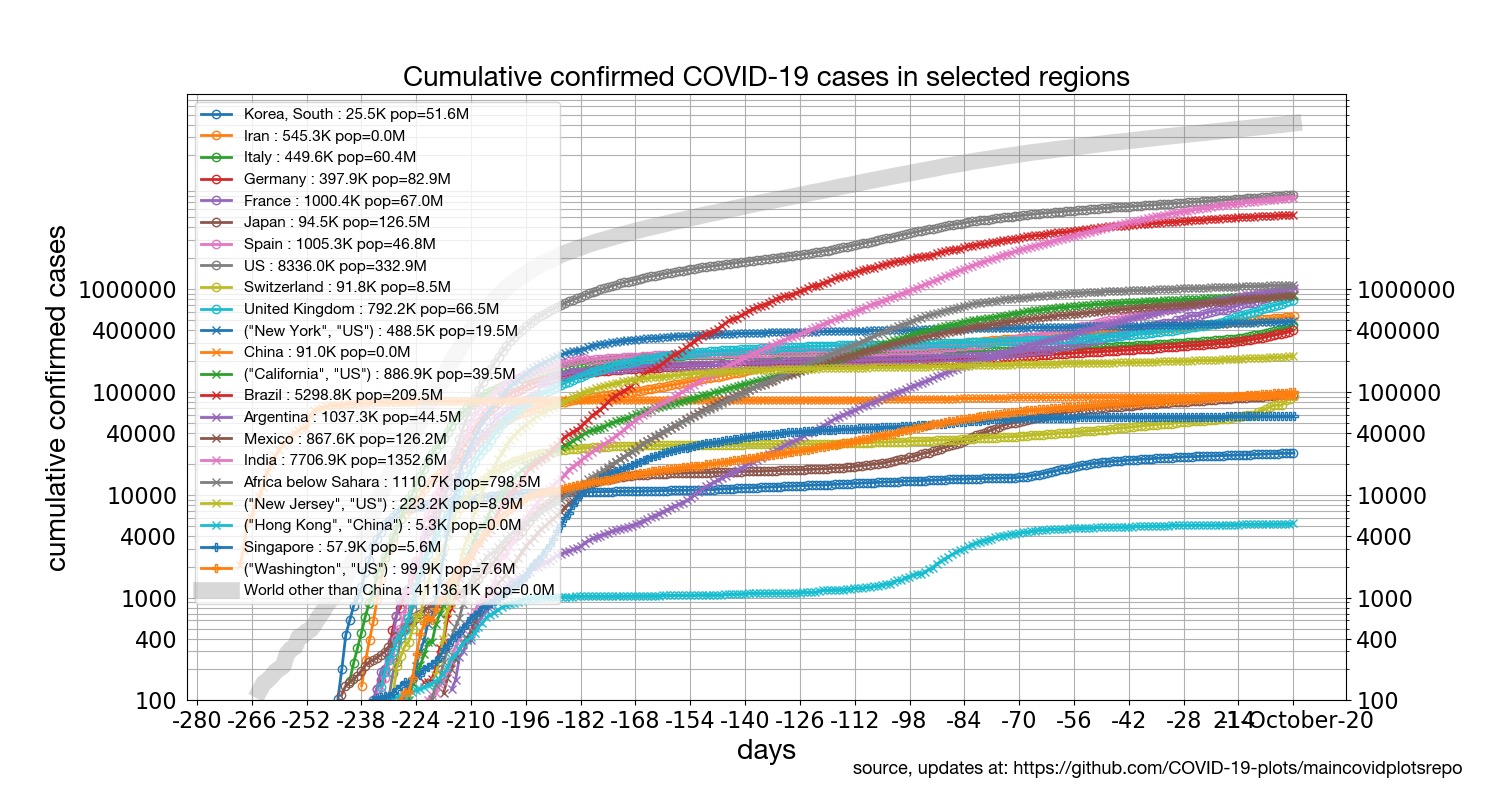 Cumulative confirmed COVID-19 cases in selected regions
cumulative confirmed cases
1000000
400000
100000
40000
10000
4000
1000
400
100
Korea, South : 25.5K pop=51.6M
Iran : 545.3K pop=0.0M
Italy : 449.6K pop=60.4M
Germany : 397.9K pop=82.9M
France : 1000.4K pop=67.0M
Japan : 94.5K pop=126.5M
Spain : 1005.3K pop=46.8M
US : 8336.0K pop=332.9M
Switzerland : 91.8K pop=8.5M
United Kingdom : 792.2K pop=66.5M
("New York", "US") : 488.5K pop=19.5M
China : 91.0K pop=0.0M
("California", "US") : 886.9K pop=39.5M
Brazil : 5298.8K pop=209.5M
Argentina : 1037.3K pop=44.5M
Mexico : 867.6K pop=126.2M
India : 7706.9K pop=1352.6M
Africa below Sahara : 1110.7K pop=798.5M
("New Jersey", "US") : 223.2K pop=8.9M
("Hong Kong", "China") : 5.3K pop=0.0M
Singapore : 57.9K pop=5.6M
("Washington", "US") : 99.9K pop=7.6M
World other than China : 41136.1K pop=0.0M
1000000
400000
100000
40000
10000
4000
1000
400
100
-280 -266 -252 -238 -224 -210 -196 -182 -168 -154 -140 -126 -112 -98 -84 -70 -56 -42 -28 -14 21-October-20
days
source, updates at: https://github.com/COVID-19-plots/maincovidplotsrepo